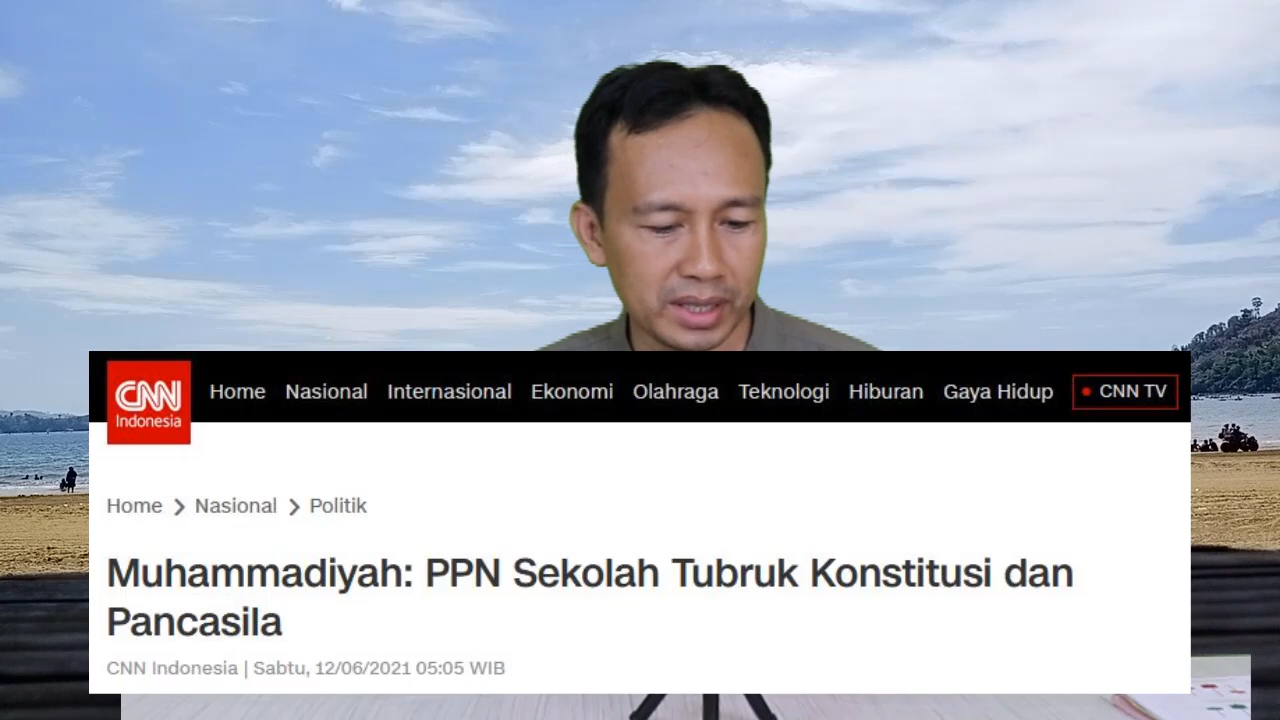 CNN
Indonesia
Home Nasional Internasional Ekonomi Olahraga Teknologi Hiburan Gaya Hidup CNN TV
Home > Nasional > Politik
Muhammadiyah: PPN Sekolah Tubruk Konstitusi dan
Pancasila
CNN Indonesia | Sabtu, 12/06/2021 05:05 WIB